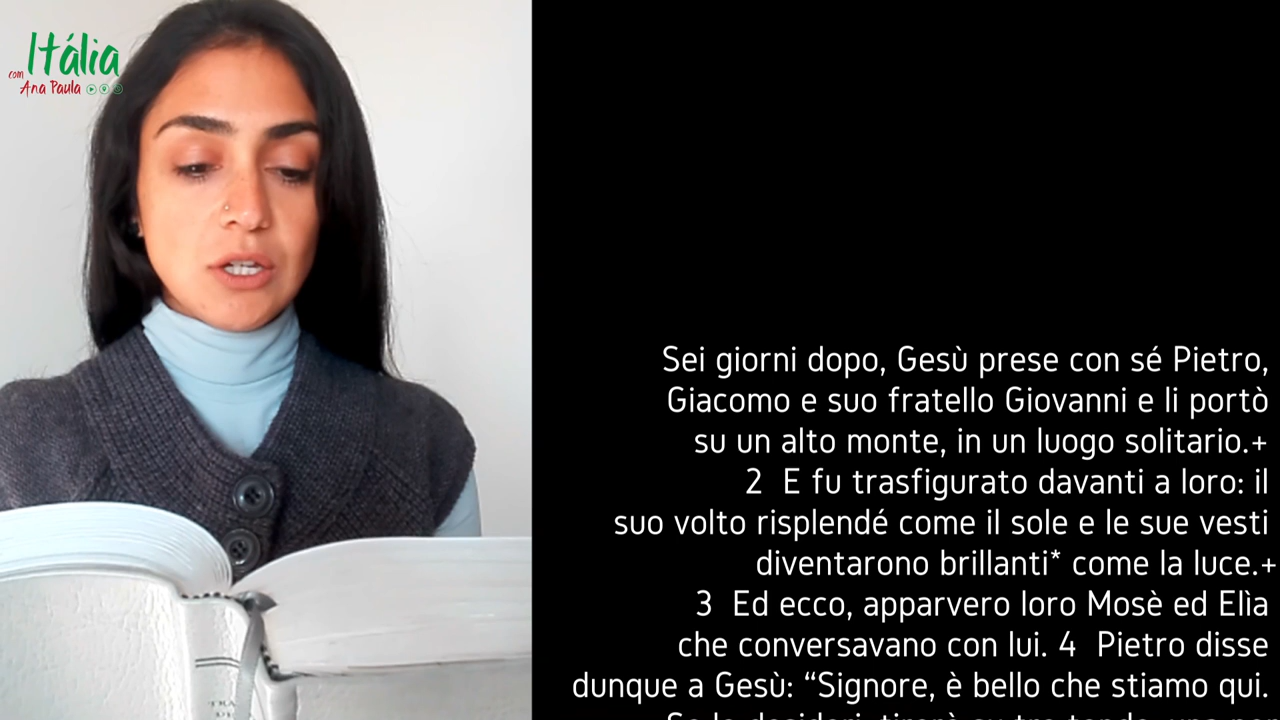 Itália
com
Ana Paula
Sei giorni dopo, Gesù prese con sé Pietro,
Giacomo e suo fratello Giovanni e li portò
su un alto monte, in un luogo solitario.+
2 E fu trasfigurato davanti a loro: il
suo volto risplendé come il sole e le sue vesti
diventarono brillanti* come la luce.+
3 Ed ecco, apparvero loro Mosè ed Elìa
che conversavano con lui. 4 Pietro disse
dunque a Gesù: “Signore, è bello che stiamo qui.